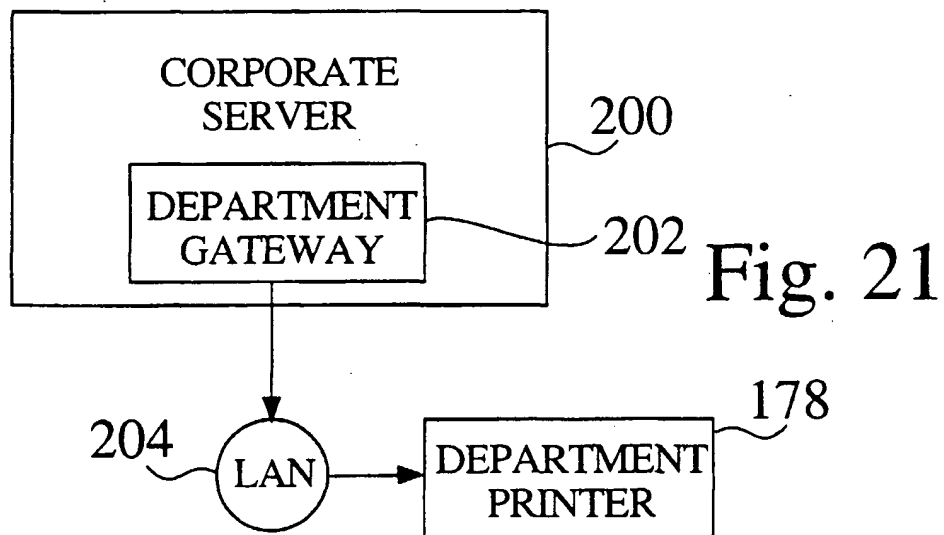 CORPORATE
SERVER
200
DEPARTMENT
GATEWAY
202
Fig. 21
204
LAN
178
DEPARTMENT
PRINTER